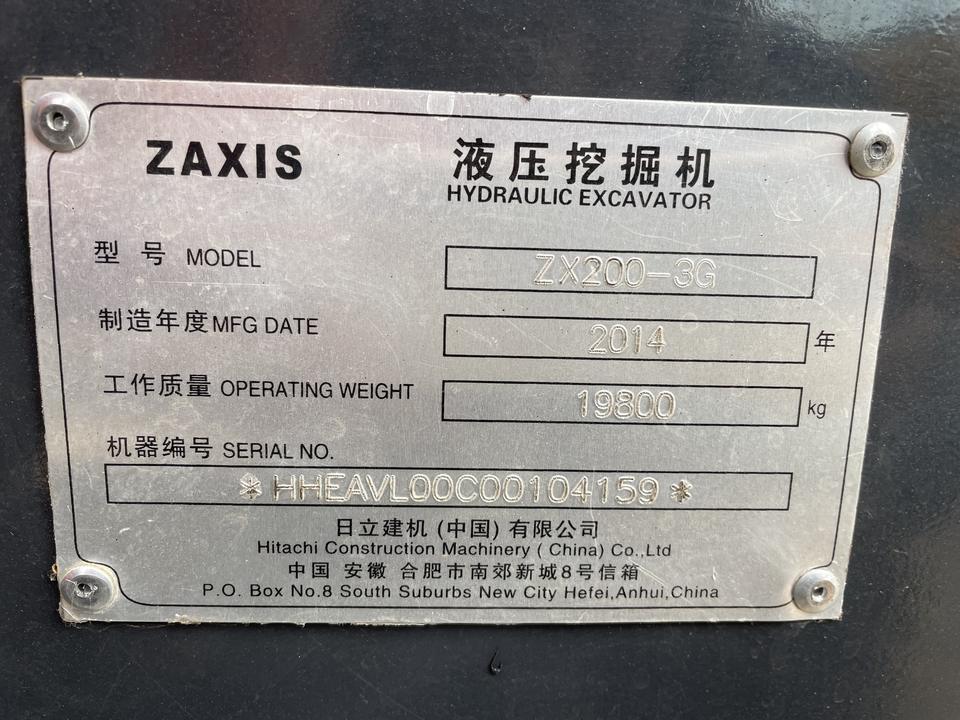 ZAXIS 液压挖掘机
HYDRAULIC EXCAVATOR
型号 MODEL ZX200-3G
制造年度MFG DATE 2014 年
工作质量 OPERATING WEIGHT 19800 kg
机器编号 SERIAL NO.
*HHEAVL00C00104159*
日立建机 (中国) 有限公司
Hitachi Construction Machinery ( China) Co.,Ltd
中国 安徽 合肥市南郊新城8号信箱
P.O. Box No.8 South Suburbs New City Hefei,Anhui,China